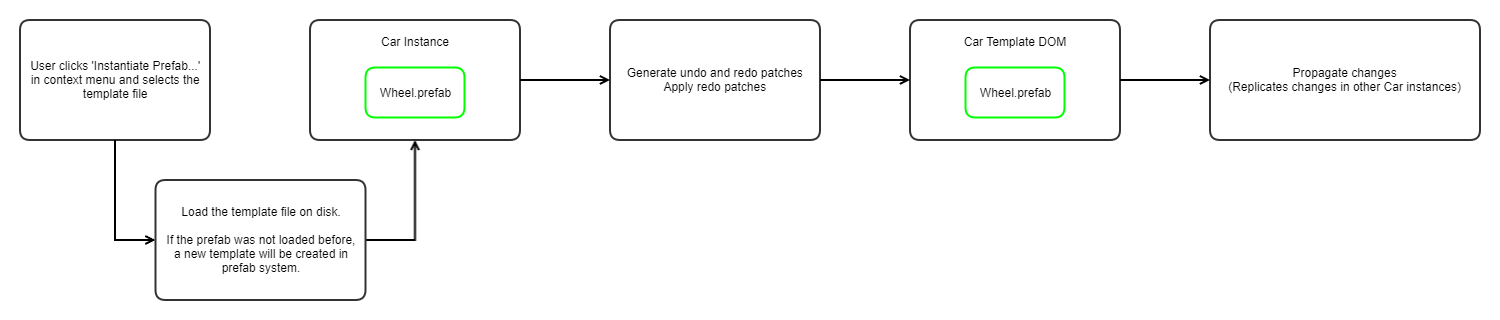 User clicks 'Instantiate Prefab...'
in context menu and selects the
template file
Load the template file on disk.
If the prefab was not loaded before,
a new template will be created in
prefab system.
Car Instance
Wheel.prefab
Generate undo and redo patches
Apply redo patches
Car Template DOM
Wheel.prefab
Propagate changes
(Replicates changes in other Car instances)